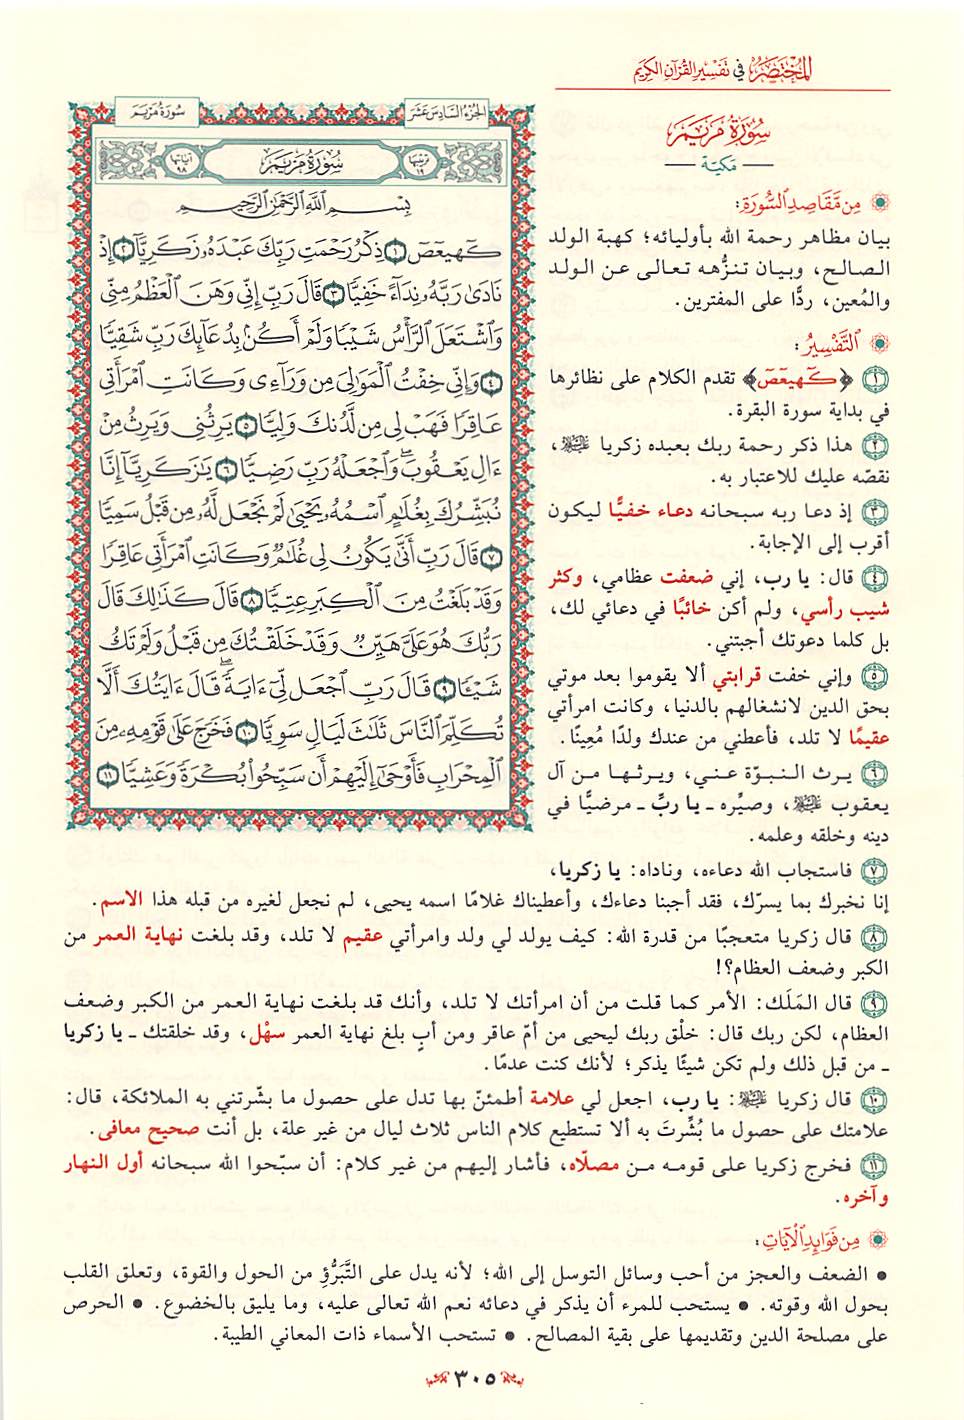 المختصر في تفسير القرآن الكريم
سورة مريم
مكية
من مقاصد السورة:
بيان مظاهر رحمة الله بأوليائه؛ كهبة الولد
الصالح، وبيان تنزُّهه تعالى عن الولد
والمُعين، ردًّا على المفترين.
التفسير:
﴿١﴾ ﴿كٓهيعٓصٓ﴾ تقدم الكلام على نظائرها
في بداية سورة البقرة.
﴿٢﴾ هذا ذكر رحمة ربك بعبده زكريا عليه السلام،
نقصّه عليك للاعتبار به.
﴿٣﴾ إذ دعا ربه سبحانه دعاء خفيًّا ليكون
أقرب إلى الإجابة.
﴿٤﴾ قال: يا رب، إني ضعفت عظامي، وكثر
شيب رأسي، ولم أكن خائبًا في دعائي لك،
بل كلما دعوتك أجبتني.
﴿٥﴾ وإني خفت قرابتي ألا يقوموا بعد موتي
بحق الدين لانشغالهم بالدنيا، وكانت امرأتي
عقيمًا لا تلد، فأعطني من عندك ولدًا مُعِينًا.
﴿٦﴾ يرث النبوّة عني، ويرثها من آل
يعقوب عليه السلام، وصيِّره ـ يا ربِّ ـ مرضيًّا في
دينه وخلقه وعلمه.
﴿٧﴾ فاستجاب الله دعاءه، وناداه: يا زكريا،
إنا نخبرك بما يسرّك، فقد أجبنا دعاءك، وأعطيناك غلامًا اسمه يحيى، لم نجعل لغيره من قبله هذا الاسم.
﴿٨﴾ قال زكريا متعجبًا من قدرة الله: كيف يولد لي ولد وامرأتي عقيم لا تلد، وقد بلغت نهاية العمر من
الكبر وضعف العظام؟!
﴿٩﴾ قال المَلَك: الأمر كما قلت من أن امرأتك لا تلد، وأنك قد بلغت نهاية العمر من الكبر وضعف
العظام، لكن ربك قال: خلْق ربك ليحيى من أمّ عاقر ومن أبٍ بلغ نهاية العمر سهْل، وقد خلقتك ـ يا زكريا
ـ من قبل ذلك ولم تكن شيئًا يذكر؛ لأنك كنت عدمًا.
﴿١٠﴾ قال زكريا عليه السلام: يا رب، اجعل لي علامة أطمئنّ بها تدل على حصول ما بشّرتني به الملائكة، قال:
علامتك على حصول ما بُشِّرتَ به ألا تستطيع كلام الناس ثلاث ليال من غير علة، بل أنت صحيح معافى.
﴿١١﴾ فخرج زكريا على قومه من مصلّاه، فأشار إليهم من غير كلام: أن سبّحوا الله سبحانه أول النهار
وآخره.
من فوائد الآيات:
• الضعف والعجز من أحب وسائل التوسل إلى الله؛ لأنه يدل على التَّبَرُّؤِ من الحول والقوة، وتعلق القلب
بحول الله وقوته. • يستحب للمرء أن يذكر في دعائه نعم الله تعالى عليه، وما يليق بالخضوع. • الحرص
على مصلحة الدين وتقديمها على بقية المصالح. • تستحب الأسماء ذات المعاني الطيبة.
الجزء السادس عشر
سورة مريم
ترتيبها ١٩
سورة مريم
آياتها ٩٨
بِسۡمِ ٱللَّهِ ٱلرَّحۡمَٰنِ ٱلرَّحِيمِ
كٓهيعٓصٓ ١ ذِكۡرُ رَحۡمَتِ رَبِّكَ عَبۡدَهُۥ زَكَرِيَّآ ٢ إِذۡ
نَادَىٰ رَبَّهُۥ نِدَآءً خَفِيّٗا ٣ قَالَ رَبِّ إِنِّي وَهَنَ ٱلۡعَظۡمُ مِنِّي
وَٱشۡتَعَلَ ٱلرَّأۡسُ شَيۡبٗا وَلَمۡ أَكُنۢ بِدُعَآئِكَ رَبِّ شَقِيّٗا
٤ وَإِنِّي خِفۡتُ ٱلۡمَوَٰلِيَ مِن وَرَآءِي وَكَانَتِ ٱمۡرَأَتِي
عَاقِرٗا فَهَبۡ لِي مِن لَّدُنكَ وَلِيّٗا ٥ يَرِثُنِي وَيَرِثُ مِنۡ
ءَالِ يَعۡقُوبَۖ وَٱجۡعَلۡهُ رَبِّ رَضِيّٗا ٦ يَٰزَكَرِيَّآ إِنَّا
نُبَشِّرُكَ بِغُلَٰمٍ ٱسۡمُهُۥ يَحۡيَىٰ لَمۡ نَجۡعَل لَّهُۥ مِن قَبۡلُ سَمِيّٗا
٧ قَالَ رَبِّ أَنَّىٰ يَكُونُ لِي غُلَٰمٞ وَكَانَتِ ٱمۡرَأَتِي عَاقِرٗا
وَقَدۡ بَلَغۡتُ مِنَ ٱلۡكِبَرِ عِتِيّٗا ٨ قَالَ كَذَٰلِكَ قَالَ
رَبُّكَ هُوَ عَلَيَّ هَيِّنٞ وَقَدۡ خَلَقۡتُكَ مِن قَبۡلُ وَلَمۡ تَكُ
شَيۡـٔٗا ٩ قَالَ رَبِّ ٱجۡعَل لِّيٓ ءَايَةٗۖ قَالَ ءَايَتُكَ أَلَّا
تُكَلِّمَ ٱلنَّاسَ ثَلَٰثَ لَيَالٖ سَوِيّٗا ١٠ فَخَرَجَ عَلَىٰ قَوۡمِهِۦ مِنَ
ٱلۡمِحۡرَابِ فَأَوۡحَىٰٓ إِلَيۡهِمۡ أَن سَبِّحُواْ بُكۡرَةٗ وَعَشِيّٗا ١١
٣٠٥